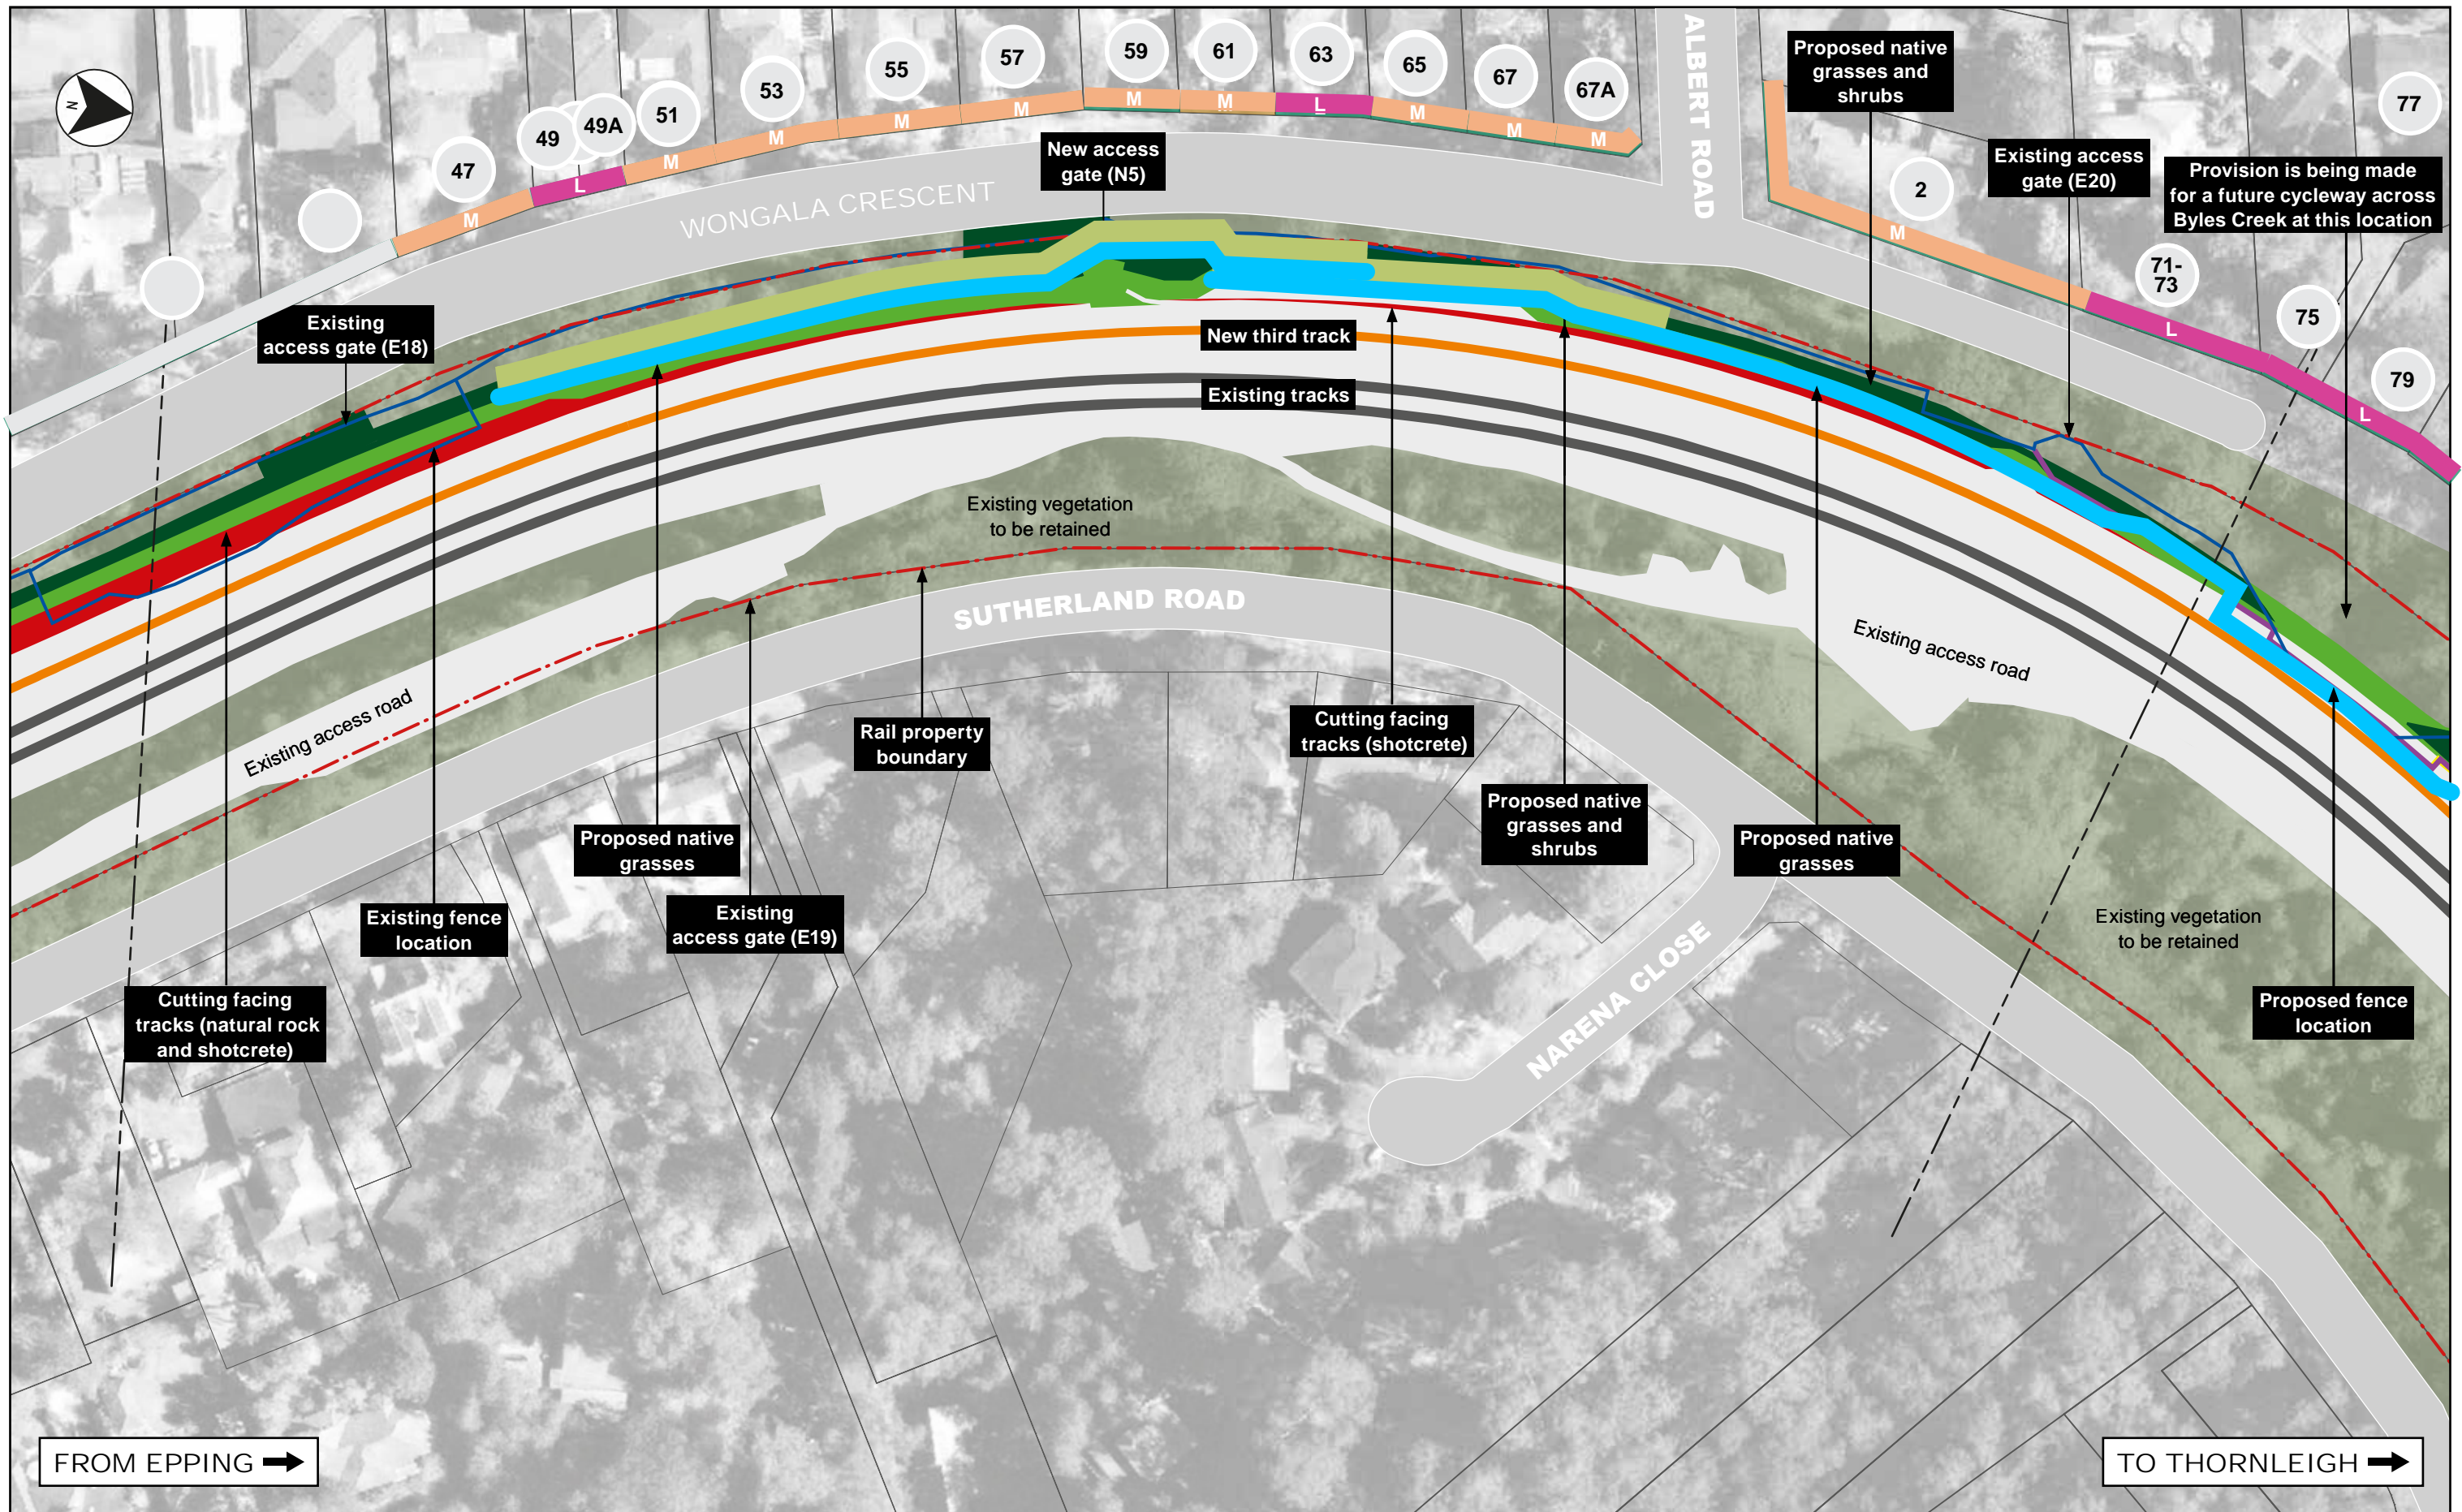 N
47
49
49A
51
53
55
57
59
61
63
65
67
67A
2
71-
73
75
77
79
M
L
M
M
M
M
M
M
L
M
M
M
M
L
L
ALBERT ROAD
WONGALA CRESCENT
Proposed native
grasses and
shrubs
Existing access
gate (E20)
Provision is being made
for a future cycleway across
Byles Creek at this location
New access
gate (N5)
Existing
access gate (E18)
New third track
Existing tracks
Existing vegetation
to be retained
SUTHERLAND ROAD
Existing access road
Existing access road
Rail property
boundary
Cutting facing
tracks (shotcrete)
Proposed native
grasses and
shrubs
Proposed native
grasses
Proposed native
grasses
Existing fence
location
Existing
access gate (E19)
Existing vegetation
to be retained
NARENA CLOSE
Cutting facing
tracks (natural rock
and shotcrete)
Proposed fence
location
FROM EPPING
TO THORNLEIGH